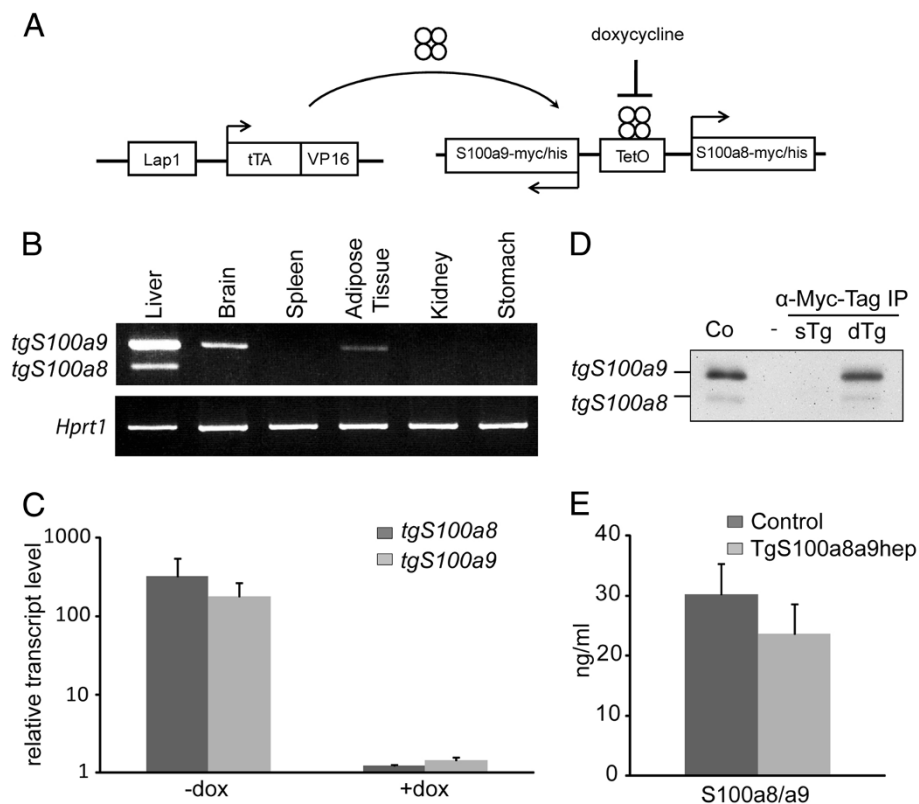 A
doxycycline
Lap1
tTA
VP16
S100a9-myc/his
TetO
S100a8-myc/his
B
Liver
Brain
Spleen
Adipose
Tissue
Kidney
Stomach
tgS100a9
tgS100a8
Hprt1
D
α-Myc-Tag IP
Co - sTg dTg
tgS100a9
tgS100a8
C
relative transcript level
1000
100
10
1
tgS100a8
tgS100a9
-dox
+dox
E
ng/ml
40
30
20
10
0
Control
TgS100a8a9hep
S100a8/a9